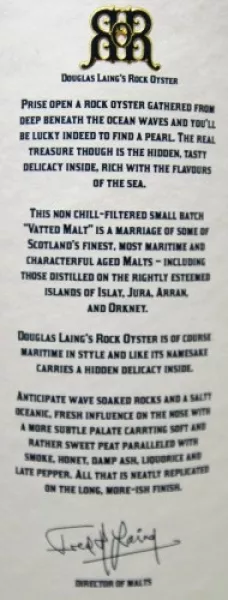 RR
DOUGLAS LAING'S ROCK OYSTER
PRISE OPEN A ROCK OYSTER GATHERED FROM
DEEP BENEATH THE OCEAN WAVES AND YOU'LL
BE LUCKY INDEED TO FIND A PEARL. THE REAL
TREASURE THOUGH IS THE HIDDEN, TASTY
DELICACY INSIDE, RICH WITH THE FLAVOURS
OF THE SEA.
THIS NON CHILL-FILTERED SMALL BATCH
"VATTED MALT" IS A MARRIAGE OF SOME OF
SCOTLAND'S FINEST, MOST MARITIME AND
CHARACTERFUL AGED MALTS – INCLUDING
THOSE DISTILLED ON THE RIGHTLY ESTEEMED
ISLANDS OF ISLAY, JURA, ARRAN,
AND ORKNEY.
DOUGLAS LAING'S ROCK OYSTER IS OF COURSE
MARITIME IN STYLE AND LIKE ITS NAMESAKE
CARRIES A HIDDEN DELICACY INSIDE.
ANTICIPATE WAVE SOAKED ROCKS AND A SALTY
OCEANIC, FRESH INFLUENCE ON THE NOSE WITH
A MORE SUBTLE PALATE CARRTING SOFT AND
RATHER SWEET PEAT PARALLELED WITH
SMOKE, HONEY, DAMP ASH, LIQUORICE AND
LATE PEPPER. ALL THAT IS NEATLY REPLICATED
ON THE LONG, MORE-ISH FINISH.
Fred H Laing
DIRECTOR OF MALTS